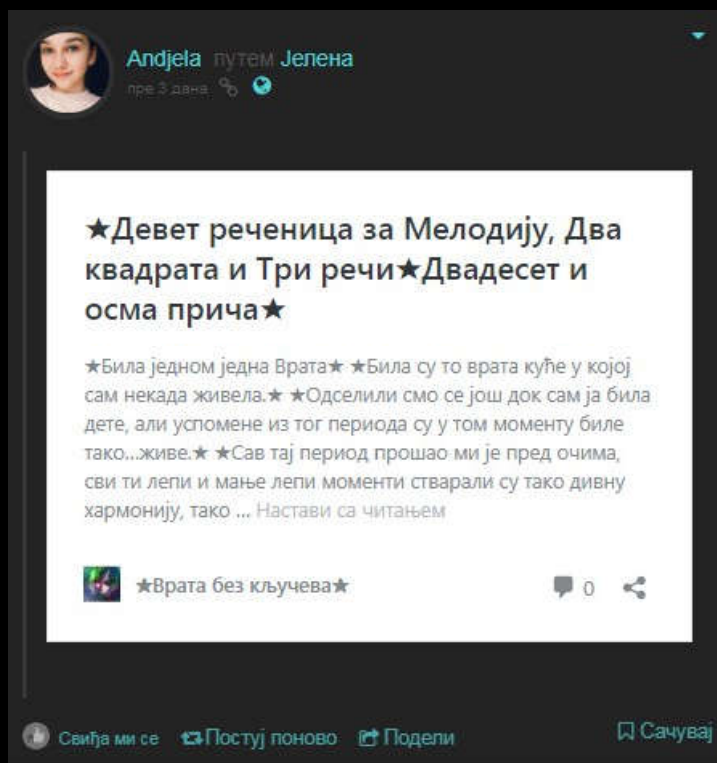 Andjela путем Јелена
пре 3 дана
★Девет реченица за Мелодију, Два
квадрата и Три речи★Двадесет и
осма прича★
★Била једном једна Врата★ ★Била су то врата куће у којој
сам некада живела.★ ★Одселили смо се још док сам ја била
дете, али успомене из тог периода су у том моменту биле
тако...живе.★ ★Сав тај период прошао ми је пред очима,
сви ти лепи и мање лепи моменти стварали су тако дивну
хармонију, тако ... Настави са читањем
★Врата без кључева★ 0
Свиђа ми се Постуј поново Подели Сачувај